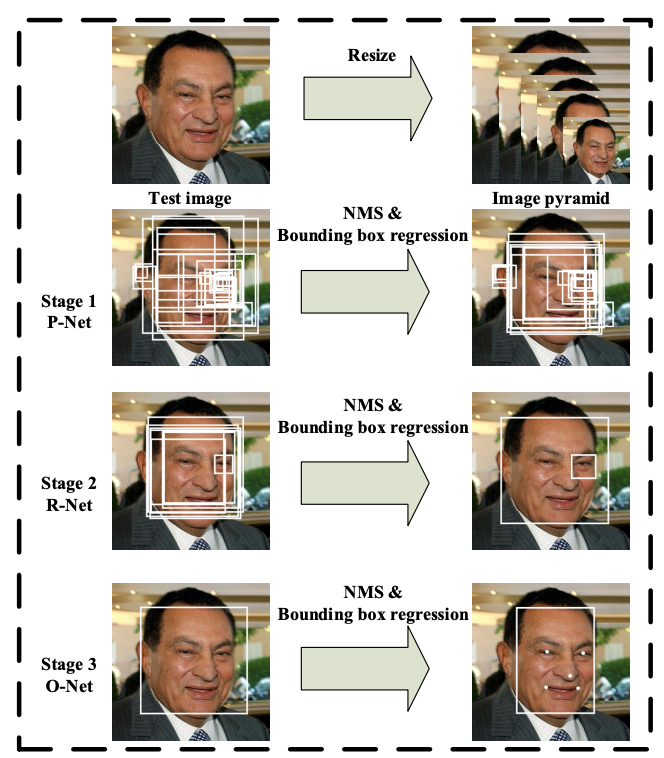 Resize
Test image
Image pyramid
NMS &
Bounding box regression
Stage 1
P-Net
NMS &
Bounding box regression
Stage 2
R-Net
NMS &
Bounding box regression
Stage 3
O-Net